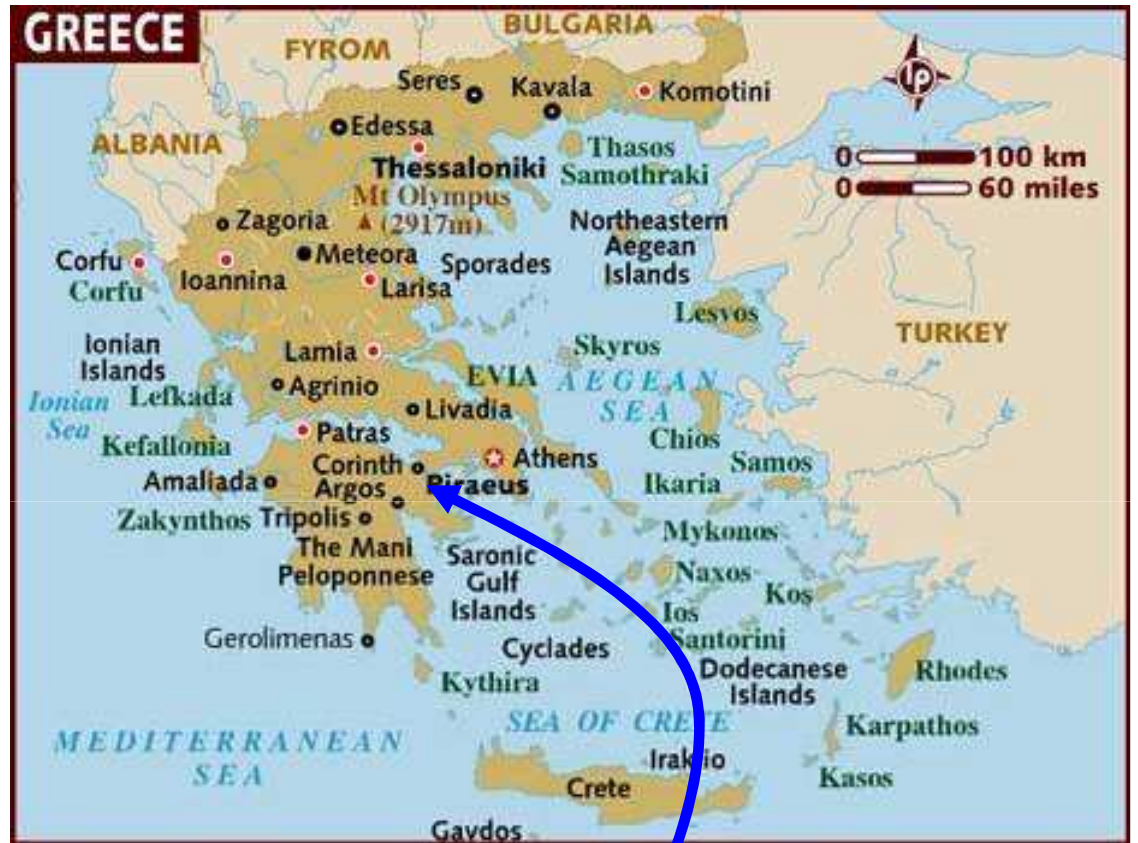 GREECE
BULGARIA
FYROM
Seres
Kavala
Komotini
Edessa
ALBANIA
Thessaloniki
Thasos
Samothraki
lp
0 100 km
0 60 miles
Mt Olympus
(2917m)
Zagoria
Northeastern
Aegean
Islands
Corfu
Corfu
Ioannina
Meteora
Sporades
Larisa
Lesvos
TURKEY
Ionian
Islands
Lamia
Skyros
Agrinio
EVIA
AEGEAN
SEA
Ionian
Sea
Lefkada
Livadia
Chios
Kefallonia
Patras
Athens
Samos
Corinth
Piraeus
Amaliada
Argos
Ikaria
Zakynthos
Tripolis
Mykonos
The Mani
Peloponnese
Saronic
Gulf
Islands
Naxos
Kos
Ios
Santorini
Gerolimenas
Cyclades
Dodecanese
Islands
Rhodes
Kythira
SEA OF CRETE
Karpathos
MEDITERRANEAN
SEA
Iraklio
Kasos
Crete
Gavdos